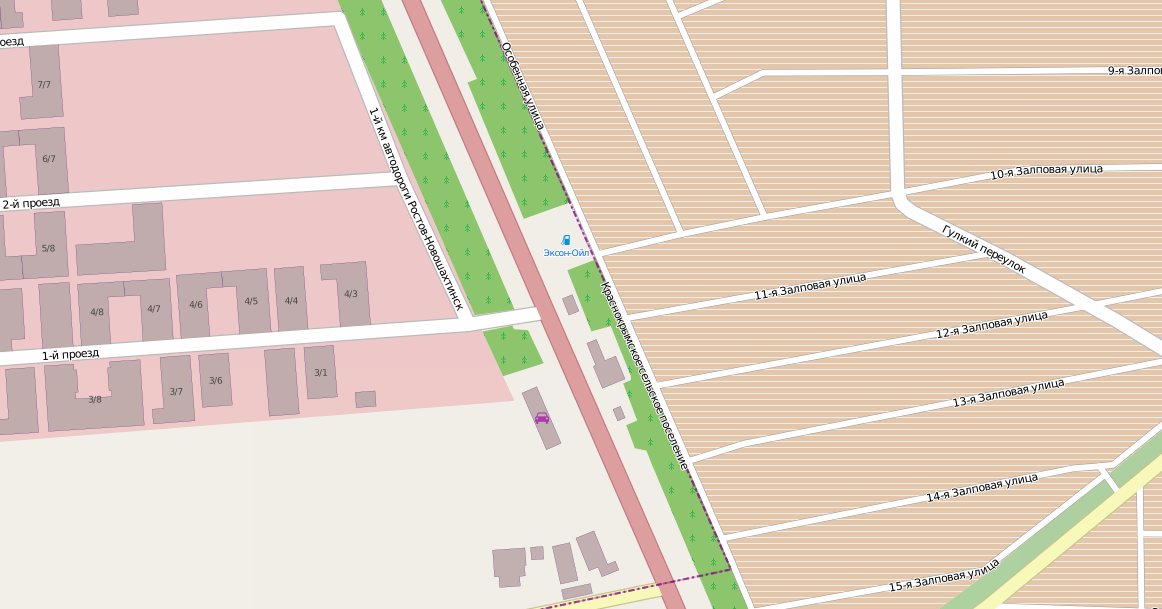 оезд
7/7
Особенная улица
9-я Залпов
1-й км автодороги Ростов-Новошахтинск
6/7
10-я Залповая улица
2-й проезд
5/8
Эксон-Ойл
Гулкий переулок
4/8
4/7
4/6
4/5
4/4
4/3
11-я Залповая улица
Краснокрымское сельское поселение
12-я Залповая улица
1-й проезд
3/8
3/7
3/6
3/1
13-я Залповая улица
14-я Залповая улица
15-я Залповая улица